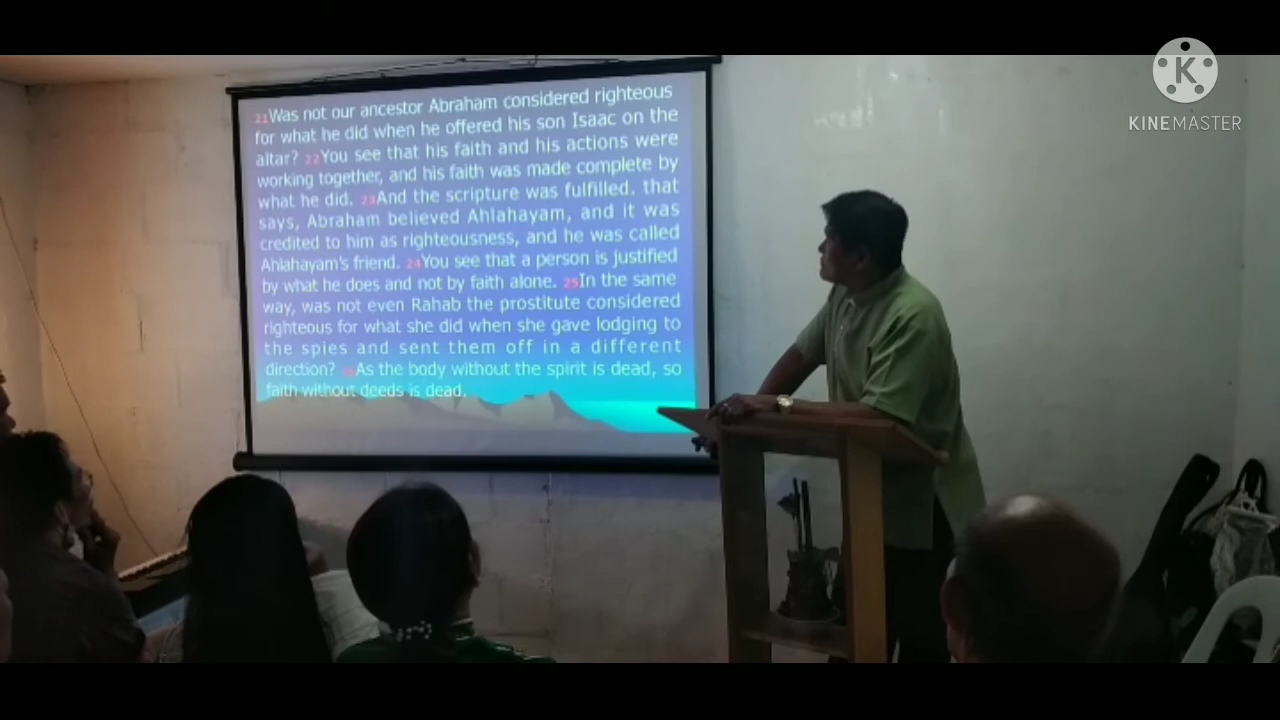 21Was not our ancestor Abraham considered righteous
for what he did when he offered his son Isaac on the
altar? 22You see that his faith and his actions were
working together, and his faith was made complete by
what he did. 23And the scripture was fulfilled. that
says, Abraham believed Ahlahayam, and it was
credited to him as righteousness, and he was called
Ahlahayam's friend. 24You see that a person is justified
by what he does and not by faith alone. 25In the same
way, was not even Rahab the prostitute considered
righteous for what she did when she gave lodging to
the spies and sent them off in a different
direction? As the body without the spirit is dead, so
faith without deeds is dead.
K
KINEMASTER